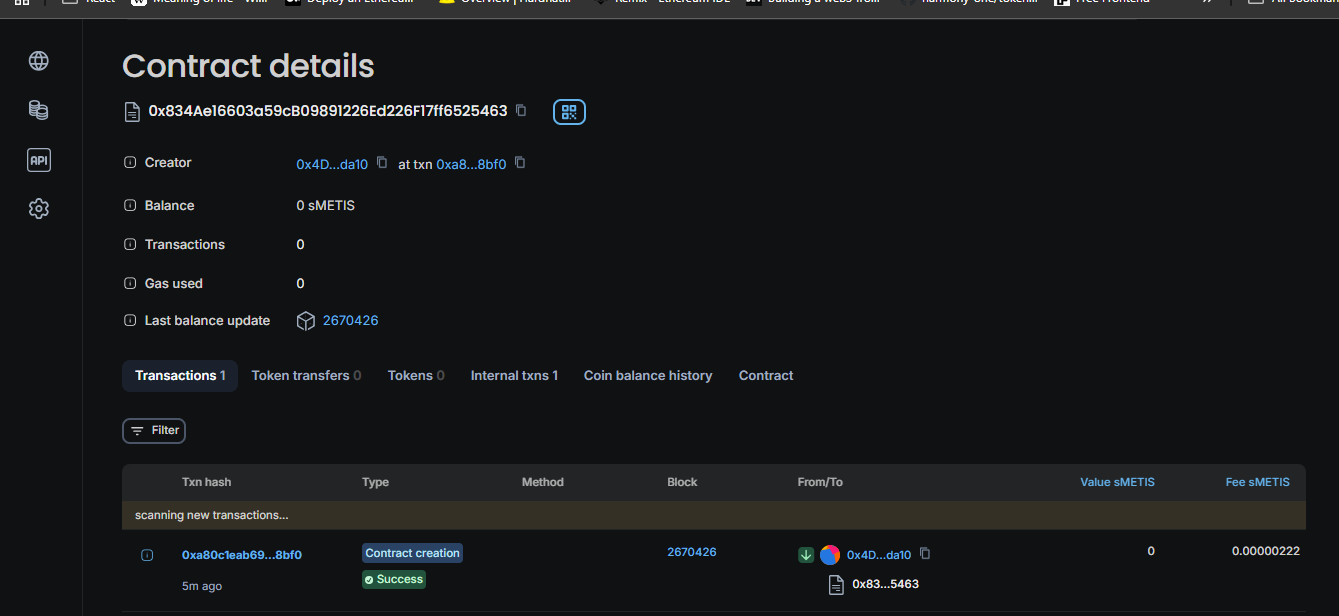 React Meaning of life - Will Deploy an Ethereu Overview | Hardhat Remix - Ethereum IDE Building a web3 harmony-one/token Free Frontend All Bookmar
Contract details
0x834Ae16603a59cB09891226Ed226F17ff6525463
Creator 0x4D...da10 at txn 0xa8...8bf0
Balance 0 sMETIS
API
Transactions 0
Gas used 0
Last balance update 2670426
Transactions 1 Token transfers 0 Tokens 0 Internal txns 1 Coin balance history Contract
Filter
Txn hash Type Method Block From/To Value sMETIS Fee sMETIS
scanning new transactions...
0xa80c1eab69...8bf0 Contract creation 2670426 0x4D...da10 0 0.00000222
5m ago Success 0x83...5463